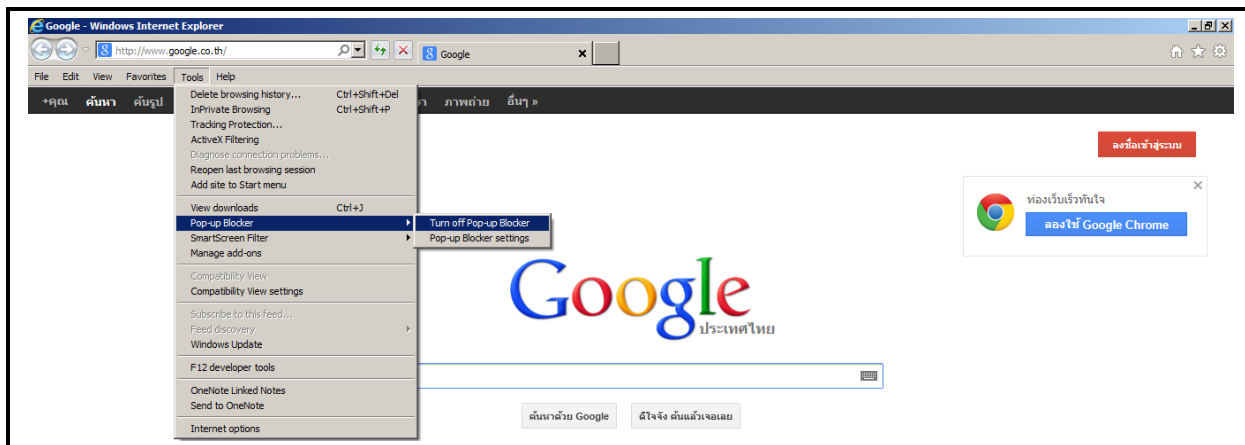 Google - Windows Internet Explorer
http://www.google.co.th/
Google
File Edit View Favorites Tools Help
+คุณ ค้นหา ค้นรูป ภาพถ่าย อื่นๆ »
Delete browsing history... Ctrl+Shift+Del
InPrivate Browsing Ctrl+Shift+P
Tracking Protection...
ActiveX Filtering
Diagnose connection problems...
Reopen last browsing session
Add site to Start menu
View downloads Ctrl+J
Pop-up Blocker
Turn off Pop-up Blocker
SmartScreen Filter
Pop-up Blocker settings
Manage add-ons
Compatibility View
Compatibility View settings
Subscribe to this feed...
Feed discovery
Windows Update
F12 developer tools
OneNote Linked Notes
Send to OneNote
Internet options
ลงชื่อเข้าสู่ระบบ
ท่องเว็บเร็วทันใจ
ลองใช้ Google Chrome
Google
ประเทศไทย
ค้นหาด้วย Google ดีใจจัง ค้นแล้วเจอเลย